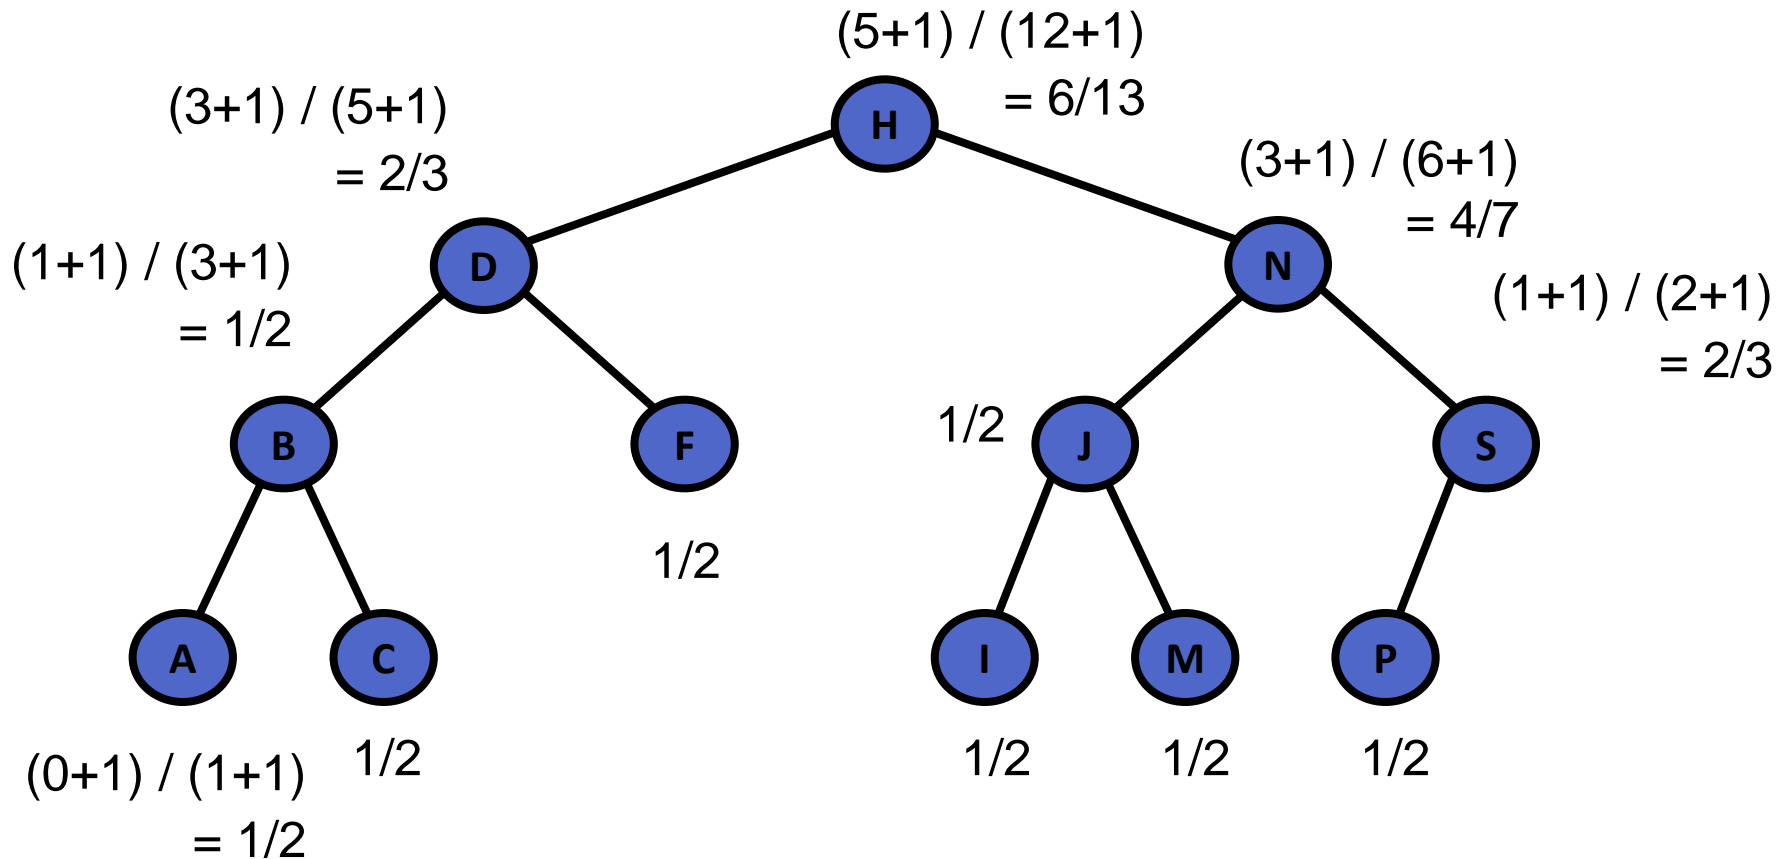 (5+1) / (12+1)
= 6/13
H
(3+1) / (5+1)
= 2/3
D
(3+1) / (6+1)
= 4/7
N
(1+1) / (3+1)
= 1/2
B
F
1/2
1/2
J
(1+1) / (2+1)
= 2/3
S
A
C
I
M
P
(0+1) / (1+1)
= 1/2
1/2
1/2
1/2
1/2